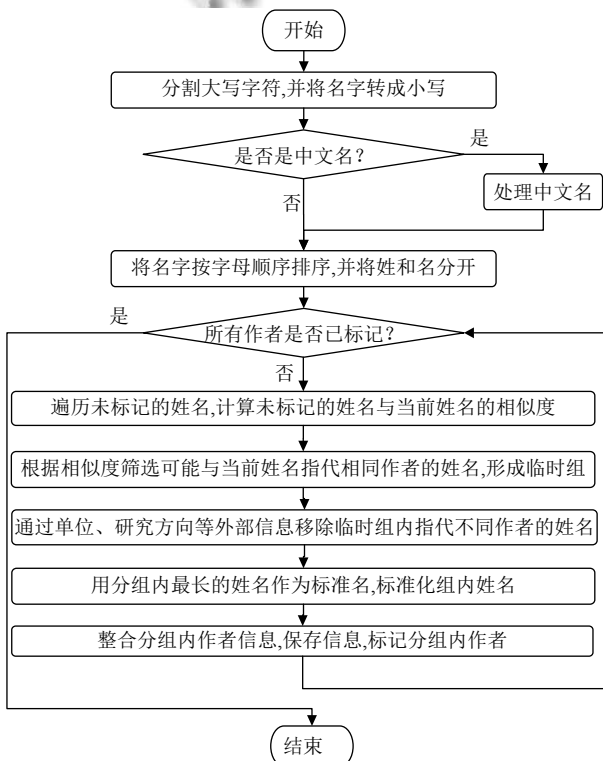 开始
分割大写字符,并将名字转成小写
是否是中文名?
是
处理中文名
否
将名字按字母顺序排序,并将姓和名分开
是
所有作者是否已标记?
否
遍历未标记的姓名,计算未标记的姓名与当前姓名的相似度
根据相似度筛选可能与当前姓名指代相同作者的姓名,形成临时组
通过单位、研究方向等外部信息移除临时组内指代不同作者的姓名
用分组内最长的姓名作为标准名,标准化组内姓名
整合分组内作者信息,保存信息,标记分组内作者
结束